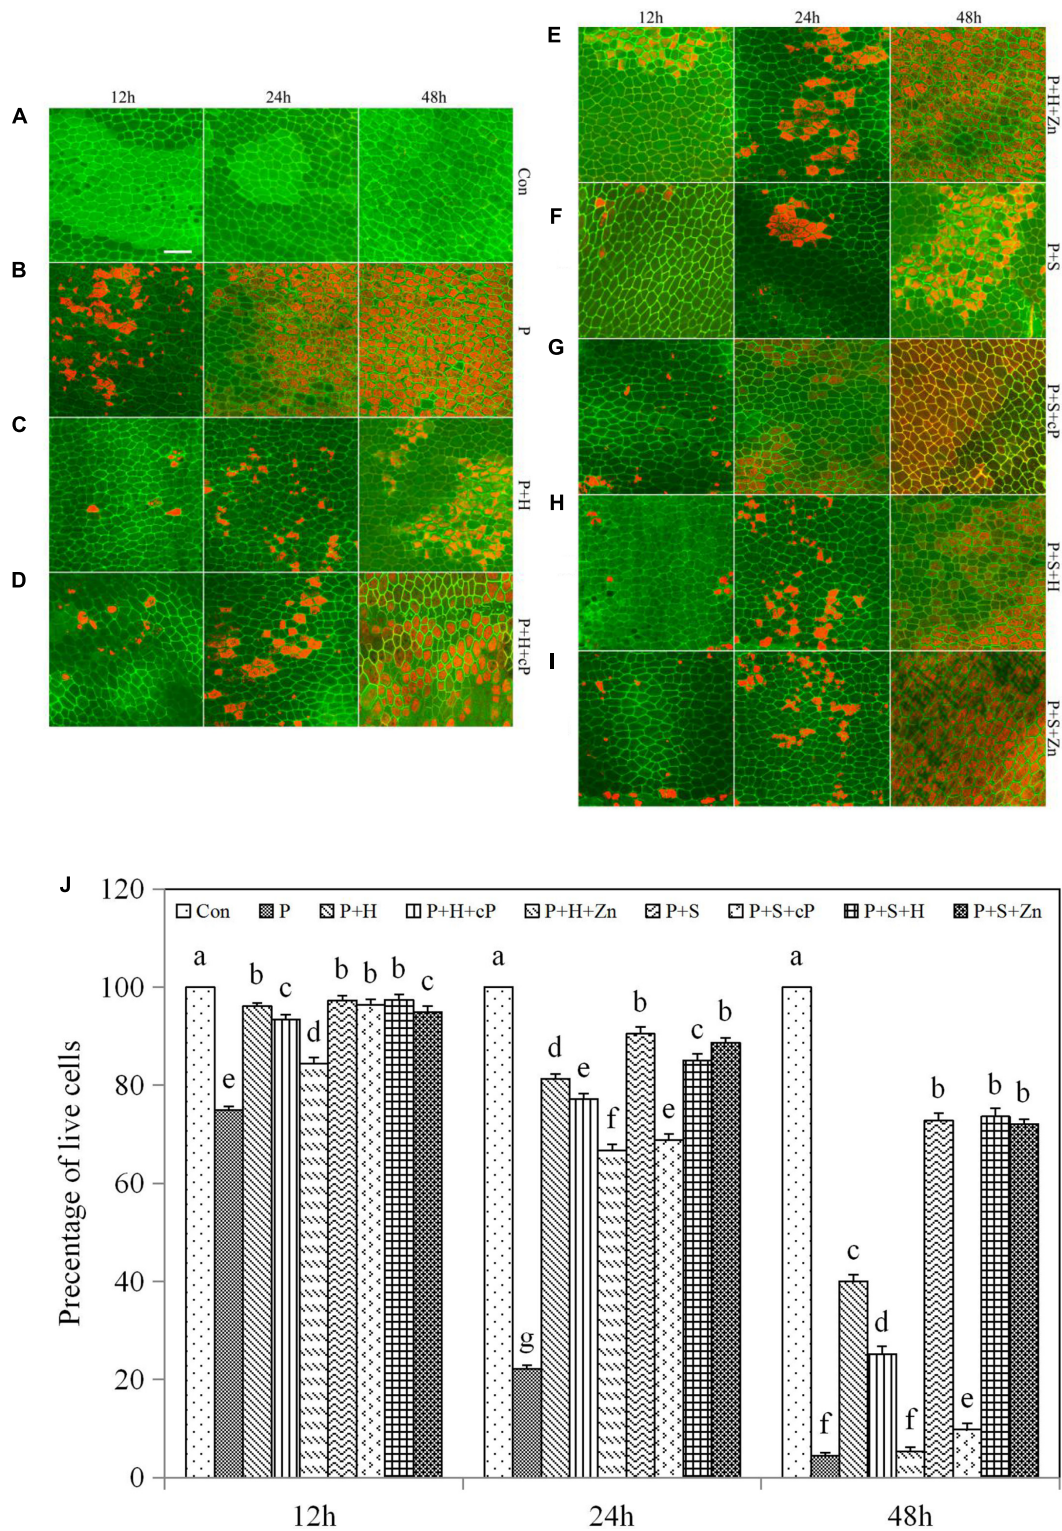 12h 24h 48h
A
Con
B
P
C
P+H
D
P+H+cP
12h 24h 48h
E
P+H+Zn
F
P+S
G
P+S+cP
H
P+S+H
I
P+S+Zn
J
Precentage of live cells
120
100
80
60
40
20
0
Con P P+H P+H+cP P+H+Zn P+S P+S+cP P+S+H P+S+Zn
a e b c d b b b c
a g d e f b e c b
a f c d f b e b b
12h 24h 48h